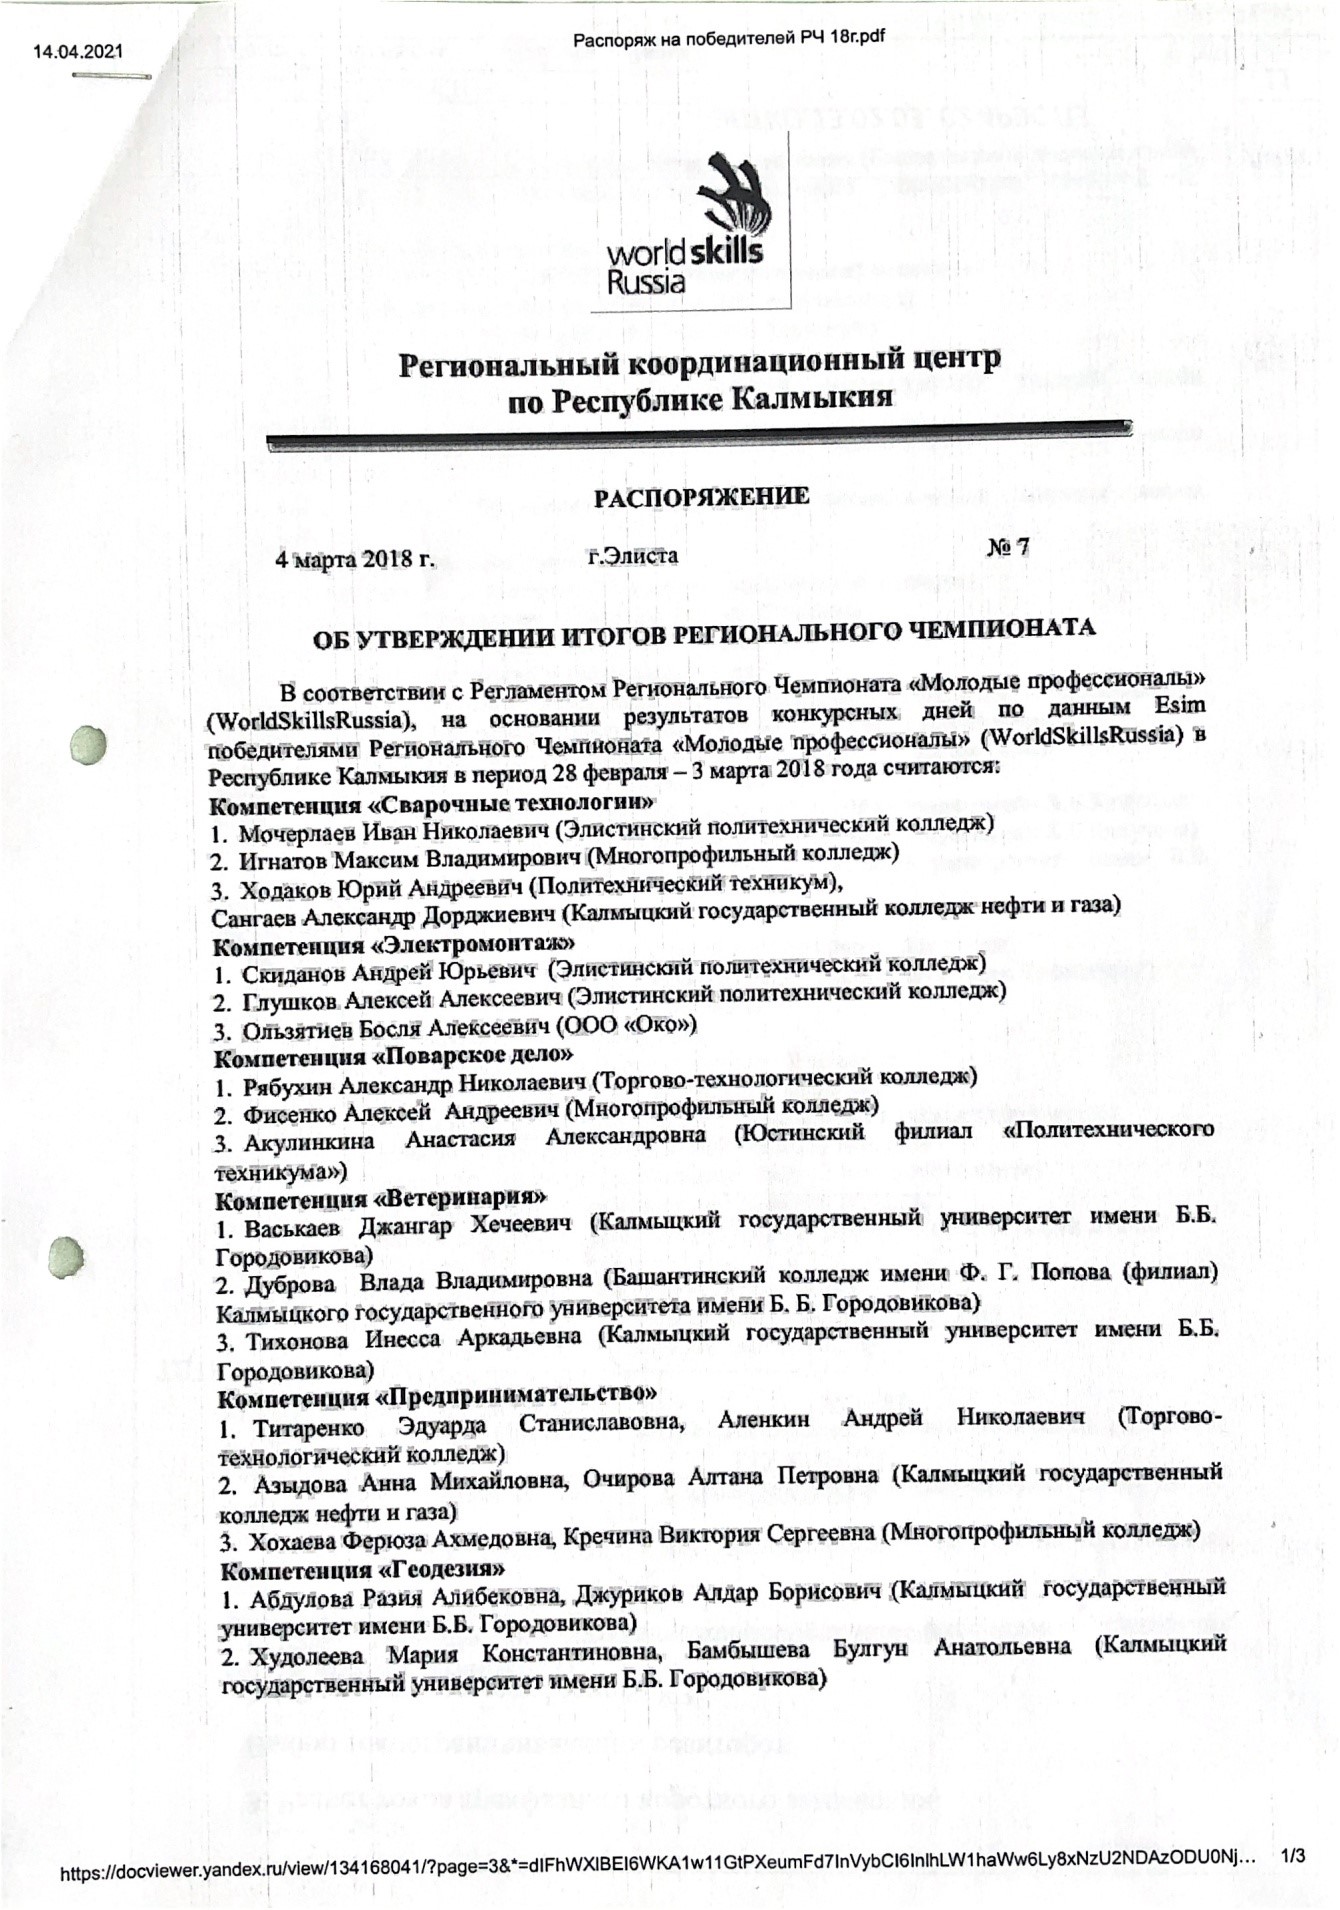 14.04.2021
Распоряж на победителей РЧ 18г.pdf
worldskills
Russia
Региональный координационный центр
по Республике Калмыкия
РАСПОРЯЖЕНИЕ
4 марта 2018 г. г.Элиста № 7
ОБ УТВЕРЖДЕНИИ ИТОГОВ РЕГИОНАЛЬНОГО ЧЕМПИОНАТА
В соответствии с Регламентом Регионального Чемпионата «Молодые профессионалы»
(WorldSkillsRussia), на основании результатов конкурсных дней по данным Esim
победителями Регионального Чемпионата «Молодые профессионалы» (WorldSkillsRussia) в
Республике Калмыкия в период 28 февраля – 3 марта 2018 года считаются:
Компетенция «Сварочные технологии»
1. Мочерлаев Иван Николаевич (Элистинский политехнический колледж)
2. Игнатов Максим Владимирович (Многопрофильный колледж)
3. Ходаков Юрий Андреевич (Политехнический техникум),
Сангаев Александр Дорджиевич (Калмыцкий государственный колледж нефти и газа)
Компетенция «Электромонтаж»
1. Скиданов Андрей Юрьевич (Элистинский политехнический колледж)
2. Глушков Алексей Алексеевич (Элистинский политехнический колледж)
3. Ользятиев Босля Алексеевич (ООО «Око»)
Компетенция «Поварское дело»
1. Рябухин Александр Николаевич (Торгово-технологический колледж)
2. Фисенко Алексей Андреевич (Многопрофильный колледж)
3. Акулинкина Анастасия Александровна (Юстинский филиал «Политехнического
техникума»)
Компетенция «Ветеринария»
1. Васькаев Джангар Хечеевич (Калмыцкий государственный университет имени Б.Б.
Городовикова)
2. Дуброва Влада Владимировна (Башантинский колледж имени Ф. Г. Попова (филиал)
Калмыцкого государственного университета имени Б. Б. Городовикова)
3. Тихонова Инесса Аркадьевна (Калмыцкий государственный университет имени Б.Б.
Городовикова)
Компетенция «Предпринимательство»
1. Титаренко Эдуарда Станиславовна, Аленкин Андрей Николаевич (Торгово-
технологический колледж)
2. Азыдова Анна Михайловна, Очирова Алтана Петровна (Калмыцкий государственный
колледж нефти и газа)
3. Хохаева Ферюза Ахмедовна, Кречина Виктория Сергеевна (Многопрофильный колледж)
Компетенция «Геодезия»
1. Абдулова Разия Алибековна, Джуриков Алдар Борисович (Калмыцкий государственный
университет имени Б.Б. Городовикова)
2. Худолеева Мария Константиновна, Бамбышева Булгун Анатольевна (Калмыцкий
государственный университет имени Б.Б. Городовикова)
https://docviewer.yandex.ru/view/134168041/?page=3&*=dIFhWXlBEI6WKA1w11GtPXeumFd7InVybCI6InlhLW1haWw6Ly8xNzU2NDAzODU0Nj... 1/3